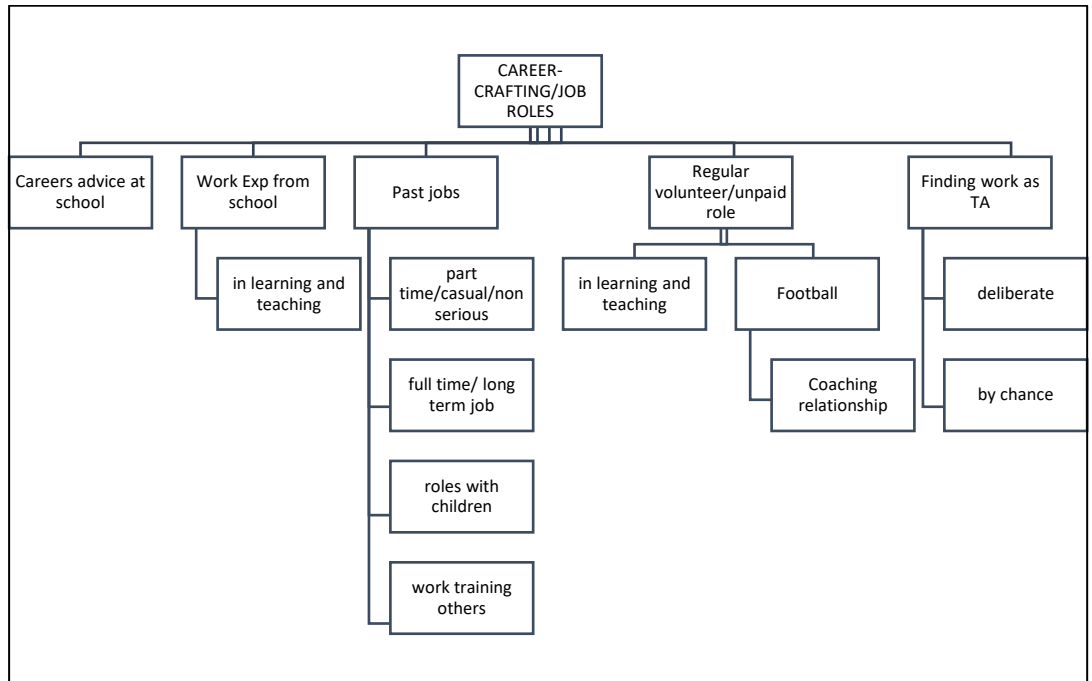 CAREER-
CRAFTING/JOB
ROLES
Careers advice at
school
Work Exp from
school
Past jobs
Regular
volunteer/unpaid
role
Finding work as
TA
in learning and
teaching
part
time/casual/non
serious
in learning and
teaching
Football
deliberate
full time/ long
term job
Coaching
relationship
by chance
roles with
children
work training
others